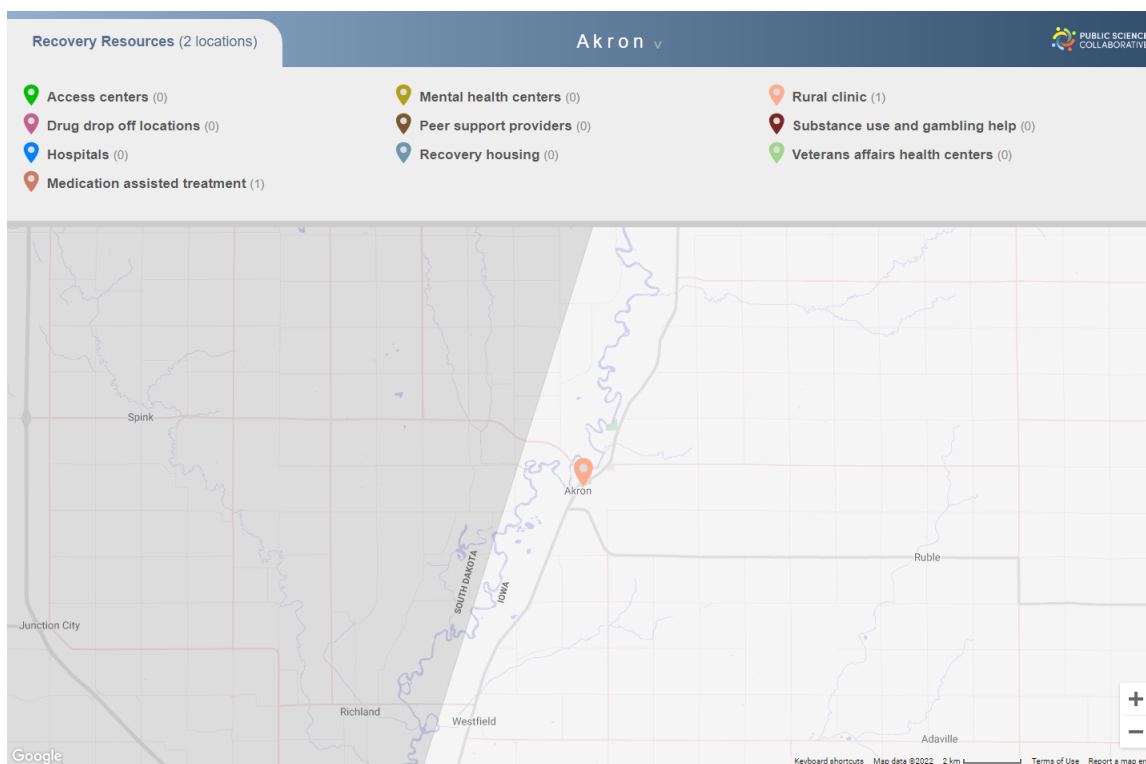 Recovery Resources (2 locations)
Akron v
PUBLIC SCIENCE
COLLABORATIVE
Access centers (0)
Mental health centers (0)
Rural clinic (1)
Drug drop off locations (0)
Peer support providers (0)
Substance use and gambling help (0)
Hospitals (0)
Recovery housing (0)
Veterans affairs health centers (0)
Medication assisted treatment (1)
Spink
Akron
Ruble
SOUTH DAKOTA
IOWA
Junction City
Richland
Westfield
Adaville
+
−
Google
Keyboard shortcuts Map data ©2022 2 km Terms of Use Report a map er